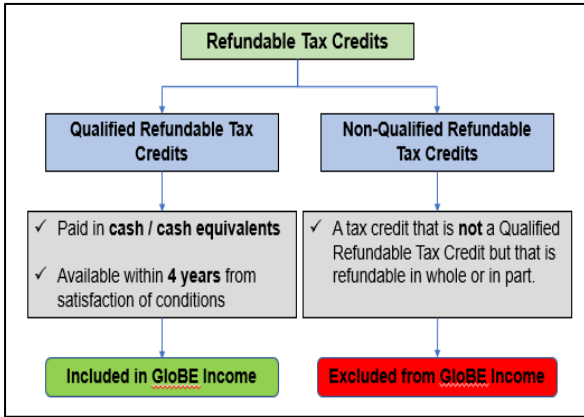 Refundable Tax Credits
Qualified Refundable Tax
Credits
Non-Qualified Refundable
Tax Credits
✓ Paid in cash / cash equivalents
✓ Available within 4 years from
satisfaction of conditions
✓ A tax credit that is not a Qualified
Refundable Tax Credit but that is
refundable in whole or in part.
Included in GloBE Income
Excluded from GloBE Income